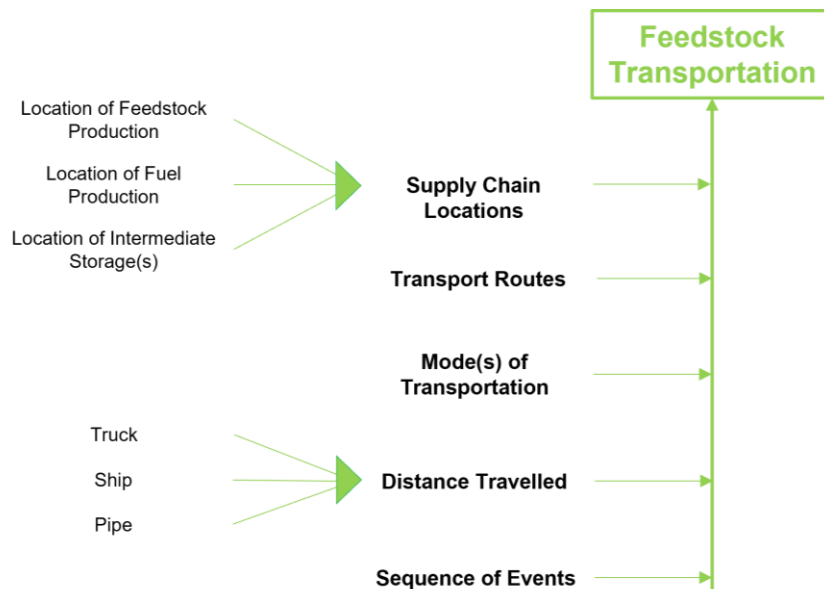 Feedstock
Transportation
Location of Feedstock
Production
Location of Fuel
Production
Location of Intermediate
Storage(s)
Supply Chain
Locations
Transport Routes
Mode(s) of
Transportation
Truck
Ship
Pipe
Distance Travelled
Sequence of Events